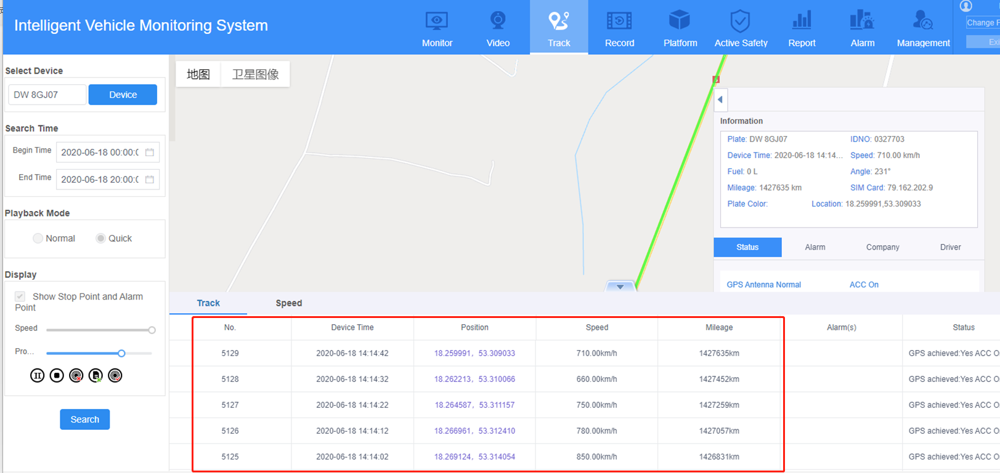 Intelligent Vehicle Monitoring System
Monitor
Video
Track
Record
Platform
Active Safety
Report
Alarm
Management
Change
Select Device
DW 8GJ07
Device
Search Time
Begin Time 2020-06-18 00:00:
End Time 2020-06-18 20:00:
Playback Mode
Normal Quick
Display
Show Stop Point and Alarm
Point
Speed
Pro...
Search
地图 卫星图像
Information
Plate: DW 8GJ07 IDNO: 0327703
Device Time: 2020-06-18 14:14... Speed: 710.00 km/h
Fuel: 0 L Angle: 231°
Mileage: 1427635 km SIM Card: 79.162.202.9
Plate Color: Location: 18.259991,53.309033
Status Alarm Company Driver
GPS Antenna Normal ACC On
Track Speed
No. Device Time Position Speed Mileage Alarm(s) Status
5129 2020-06-18 14:14:42 18.259991, 53.309033 710.00km/h 1427635km GPS achieved:Yes ACC O
5128 2020-06-18 14:14:32 18.262213, 53.310066 660.00km/h 1427452km GPS achieved:Yes ACC O
5127 2020-06-18 14:14:22 18.264587, 53.311157 750.00km/h 1427259km GPS achieved:Yes ACC O
5126 2020-06-18 14:14:12 18.266961, 53.312410 780.00km/h 1427057km GPS achieved:Yes ACC O
5125 2020-06-18 14:14:02 18.269124, 53.314054 850.00km/h 1426831km GPS achieved:Yes ACC O